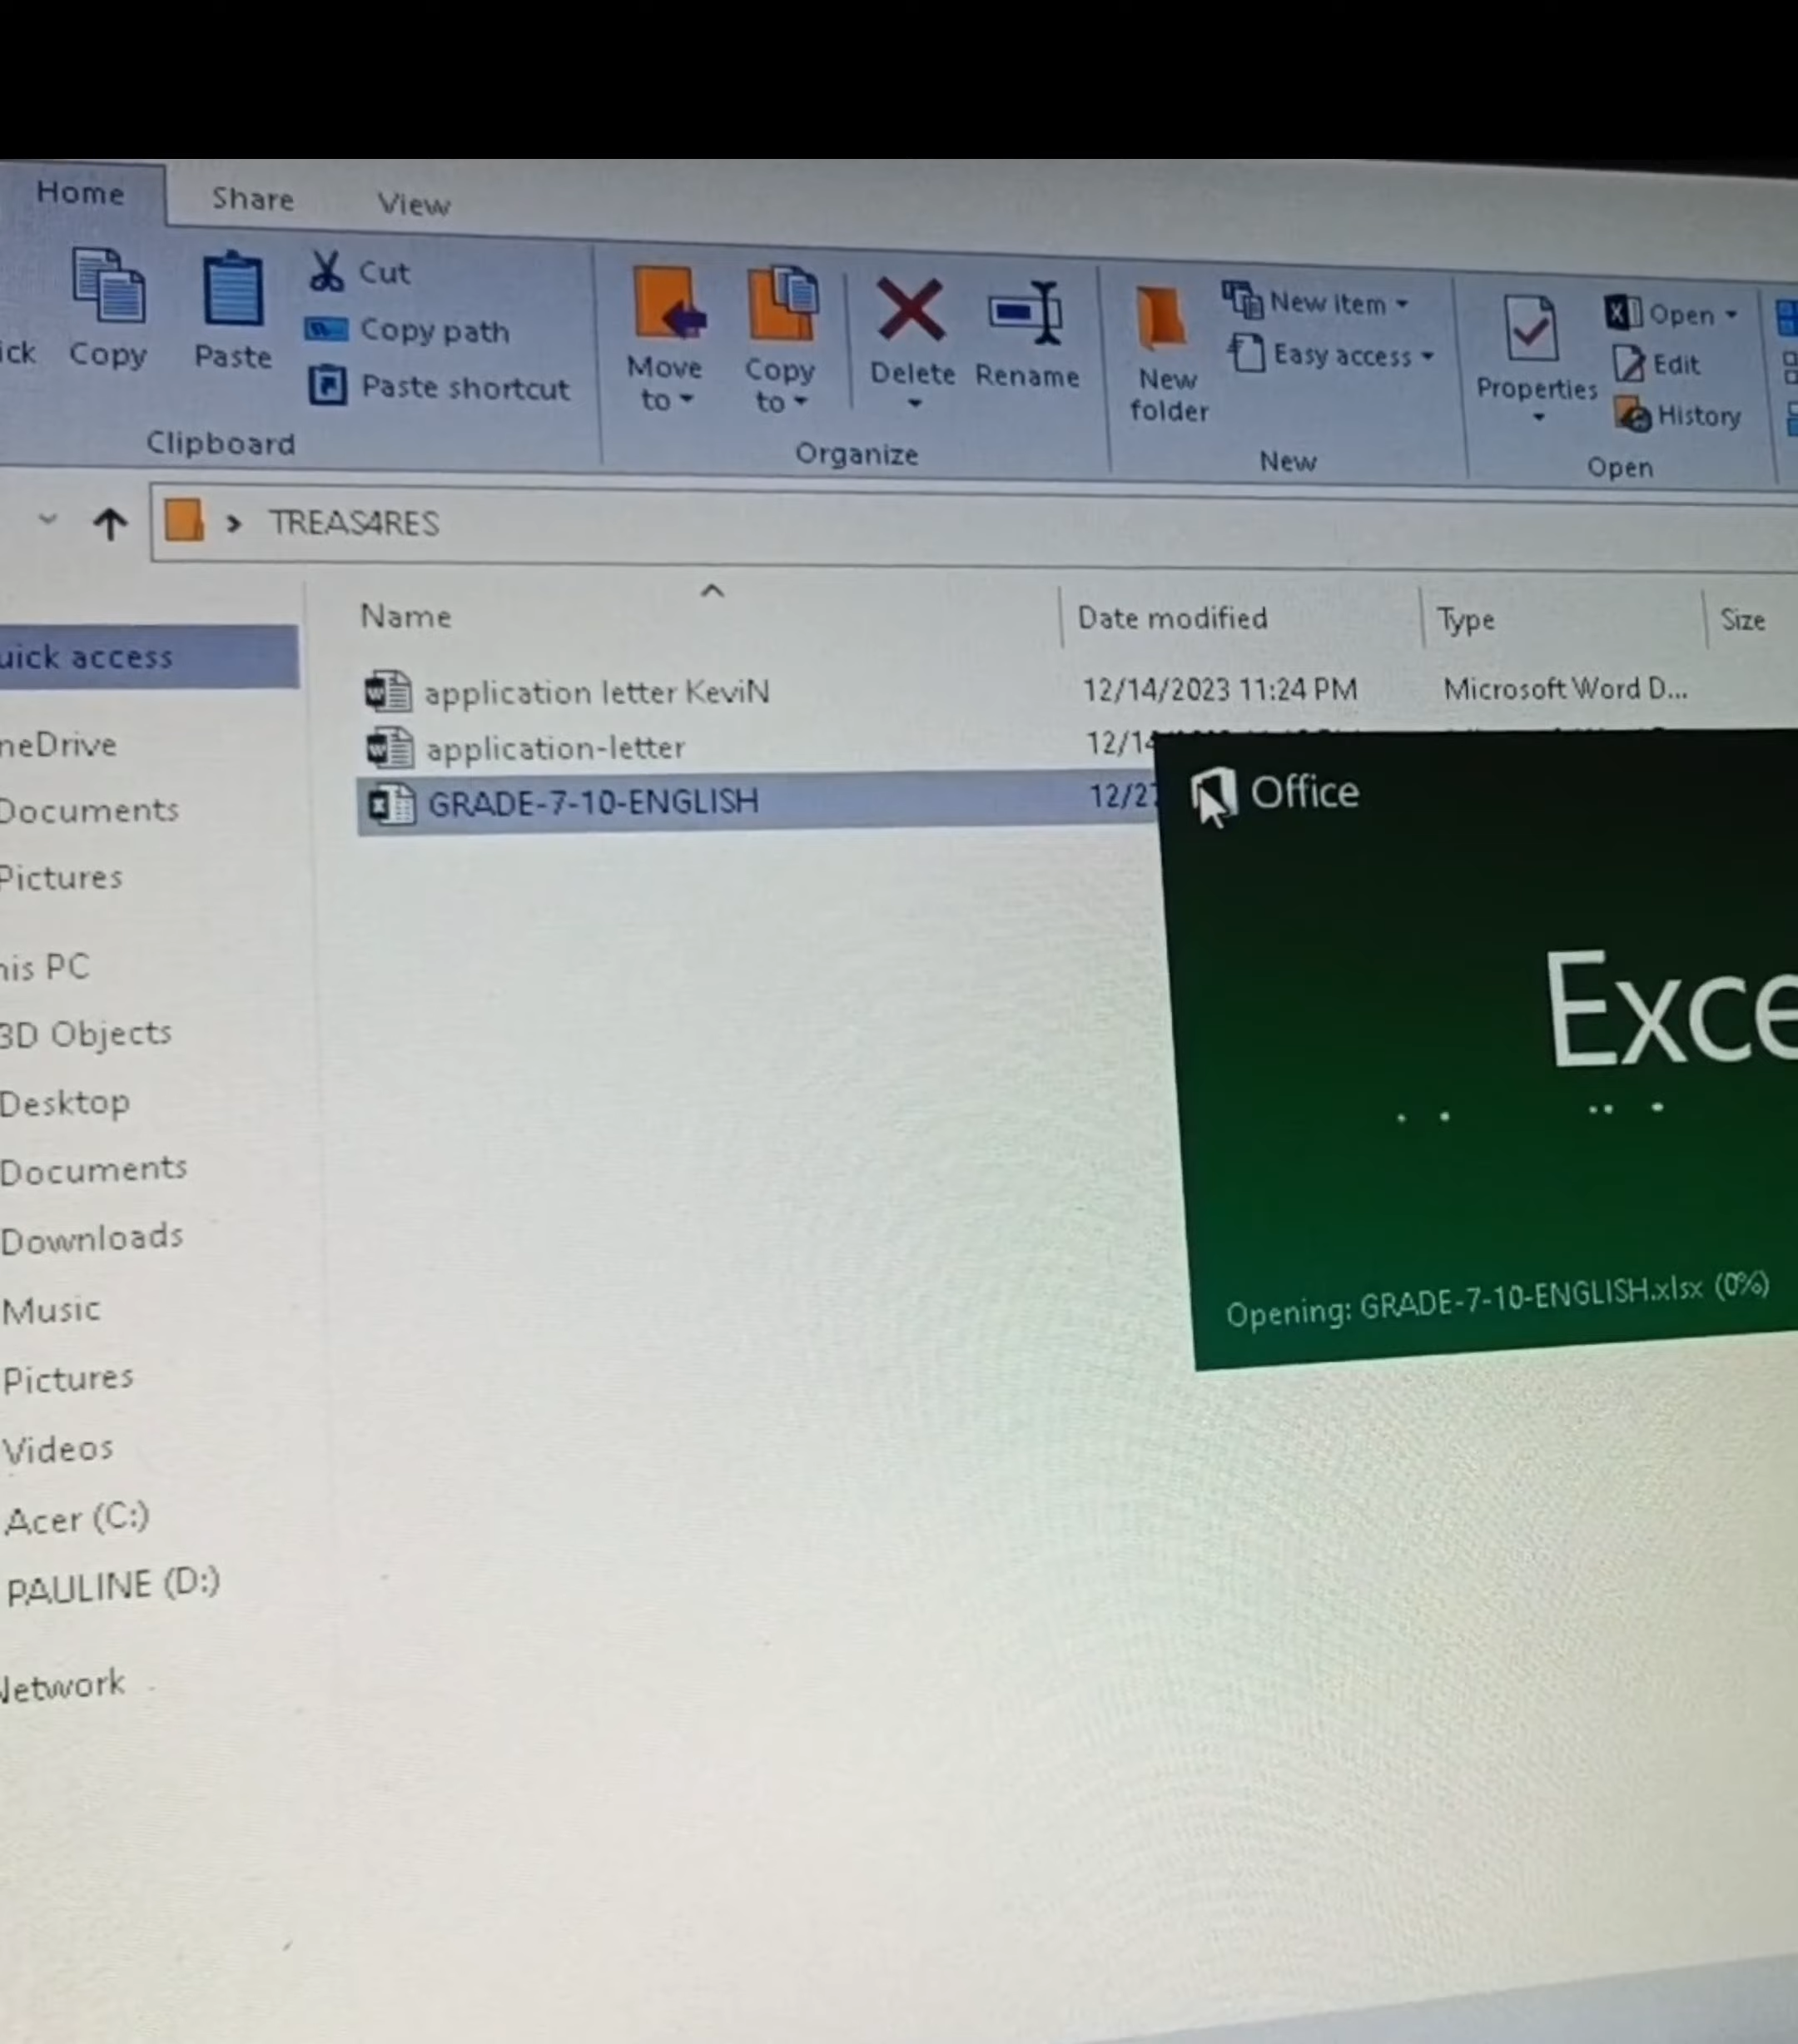 Home Share View
Copy Paste Cut
Copy path
Paste shortcut
Move to Copy to Delete Rename
New folder New item
Easy access
Properties Open
Edit
History
Clipboard Organize New Open
TREAS4RES
Name Date modified Type Size
uick access
application letter KeviN 12/14/2023 11:24 PM Microsoft Word D...
neDrive application-letter 12/14
Documents GRADE-7-10-ENGLISH 12/27
Office
Pictures
his PC
Exce
3D Objects
Desktop
Documents
Downloads
Opening: GRADE-7-10-ENGLISH.xlsx (0%)
Music
Pictures
Videos
Acer (C:)
PAULINE (D:)
Network